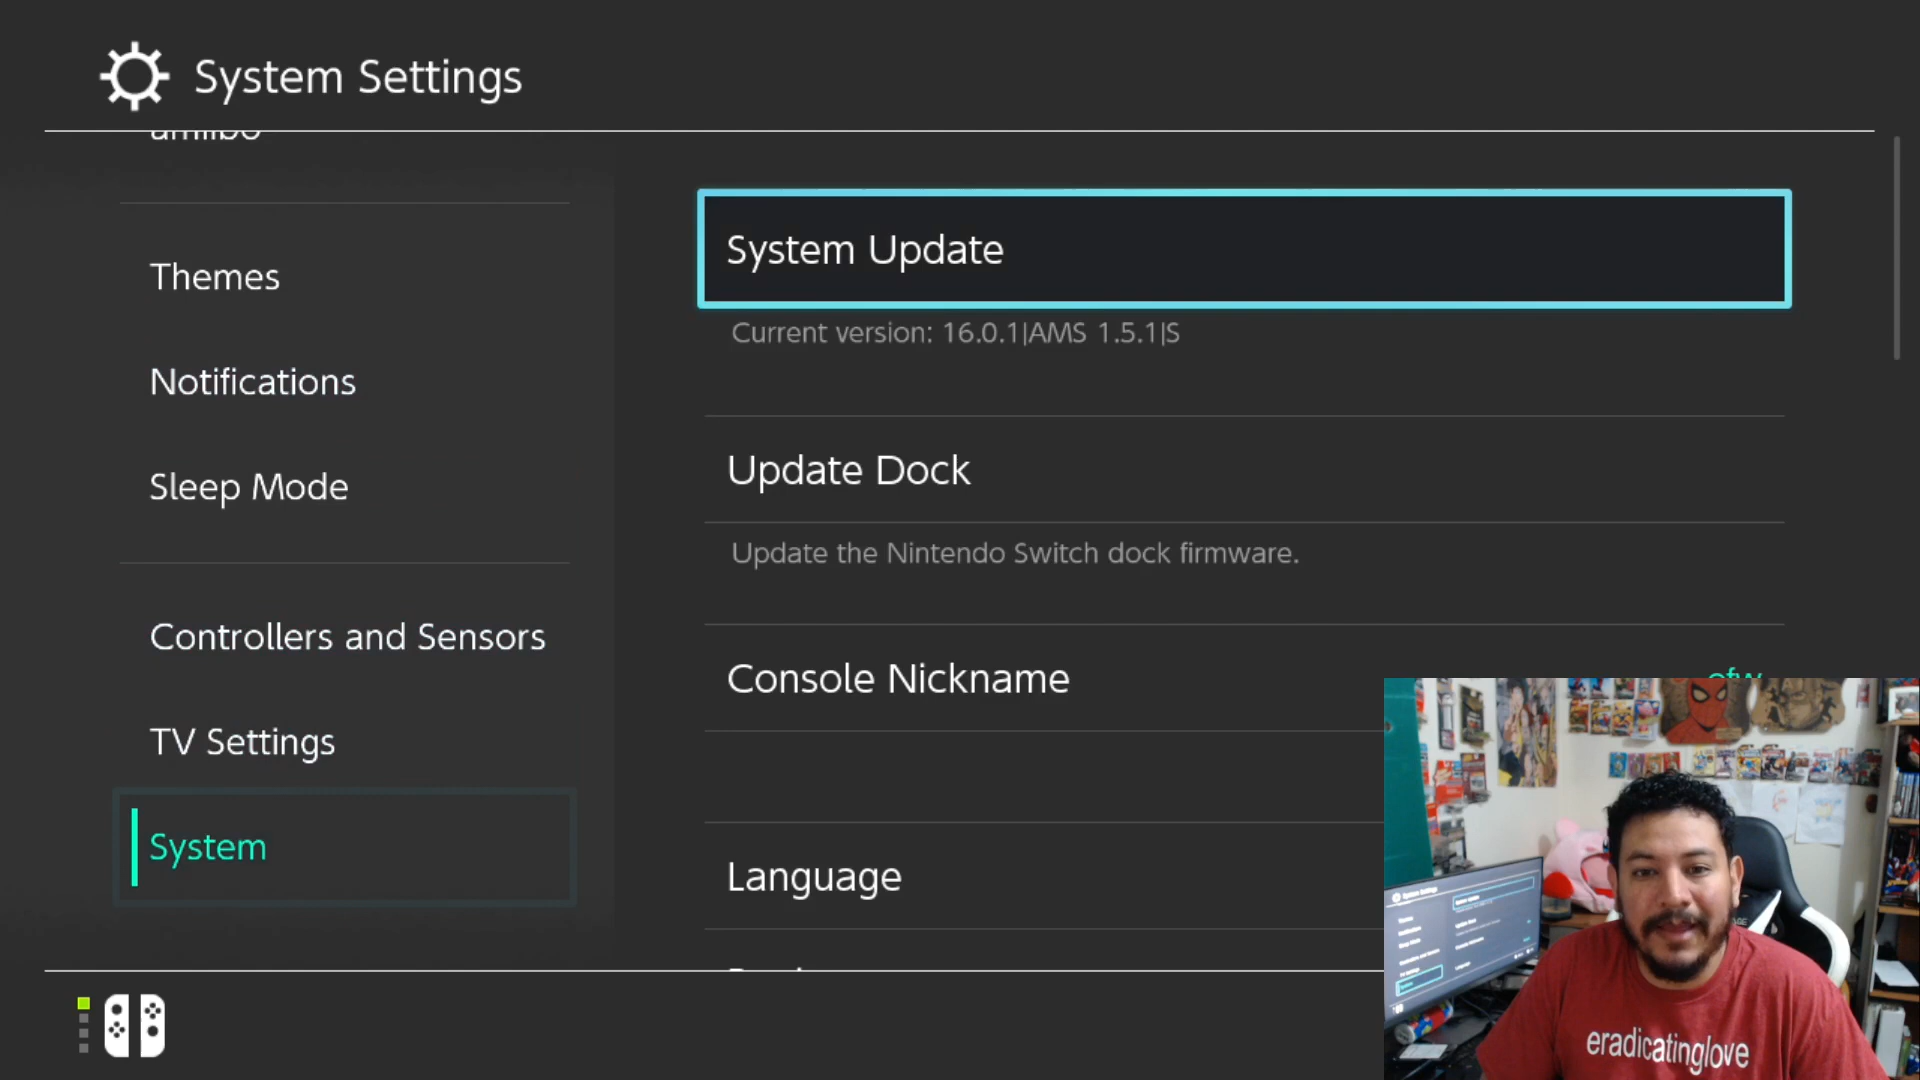 System Settings
Themes
Notifications
Sleep Mode
Controllers and Sensors
TV Settings
System
System Update
Current version: 16.0.1|AMS 1.5.1|S
Update Dock
Update the Nintendo Switch dock firmware.
Console Nickname
Language
eradicatinglove